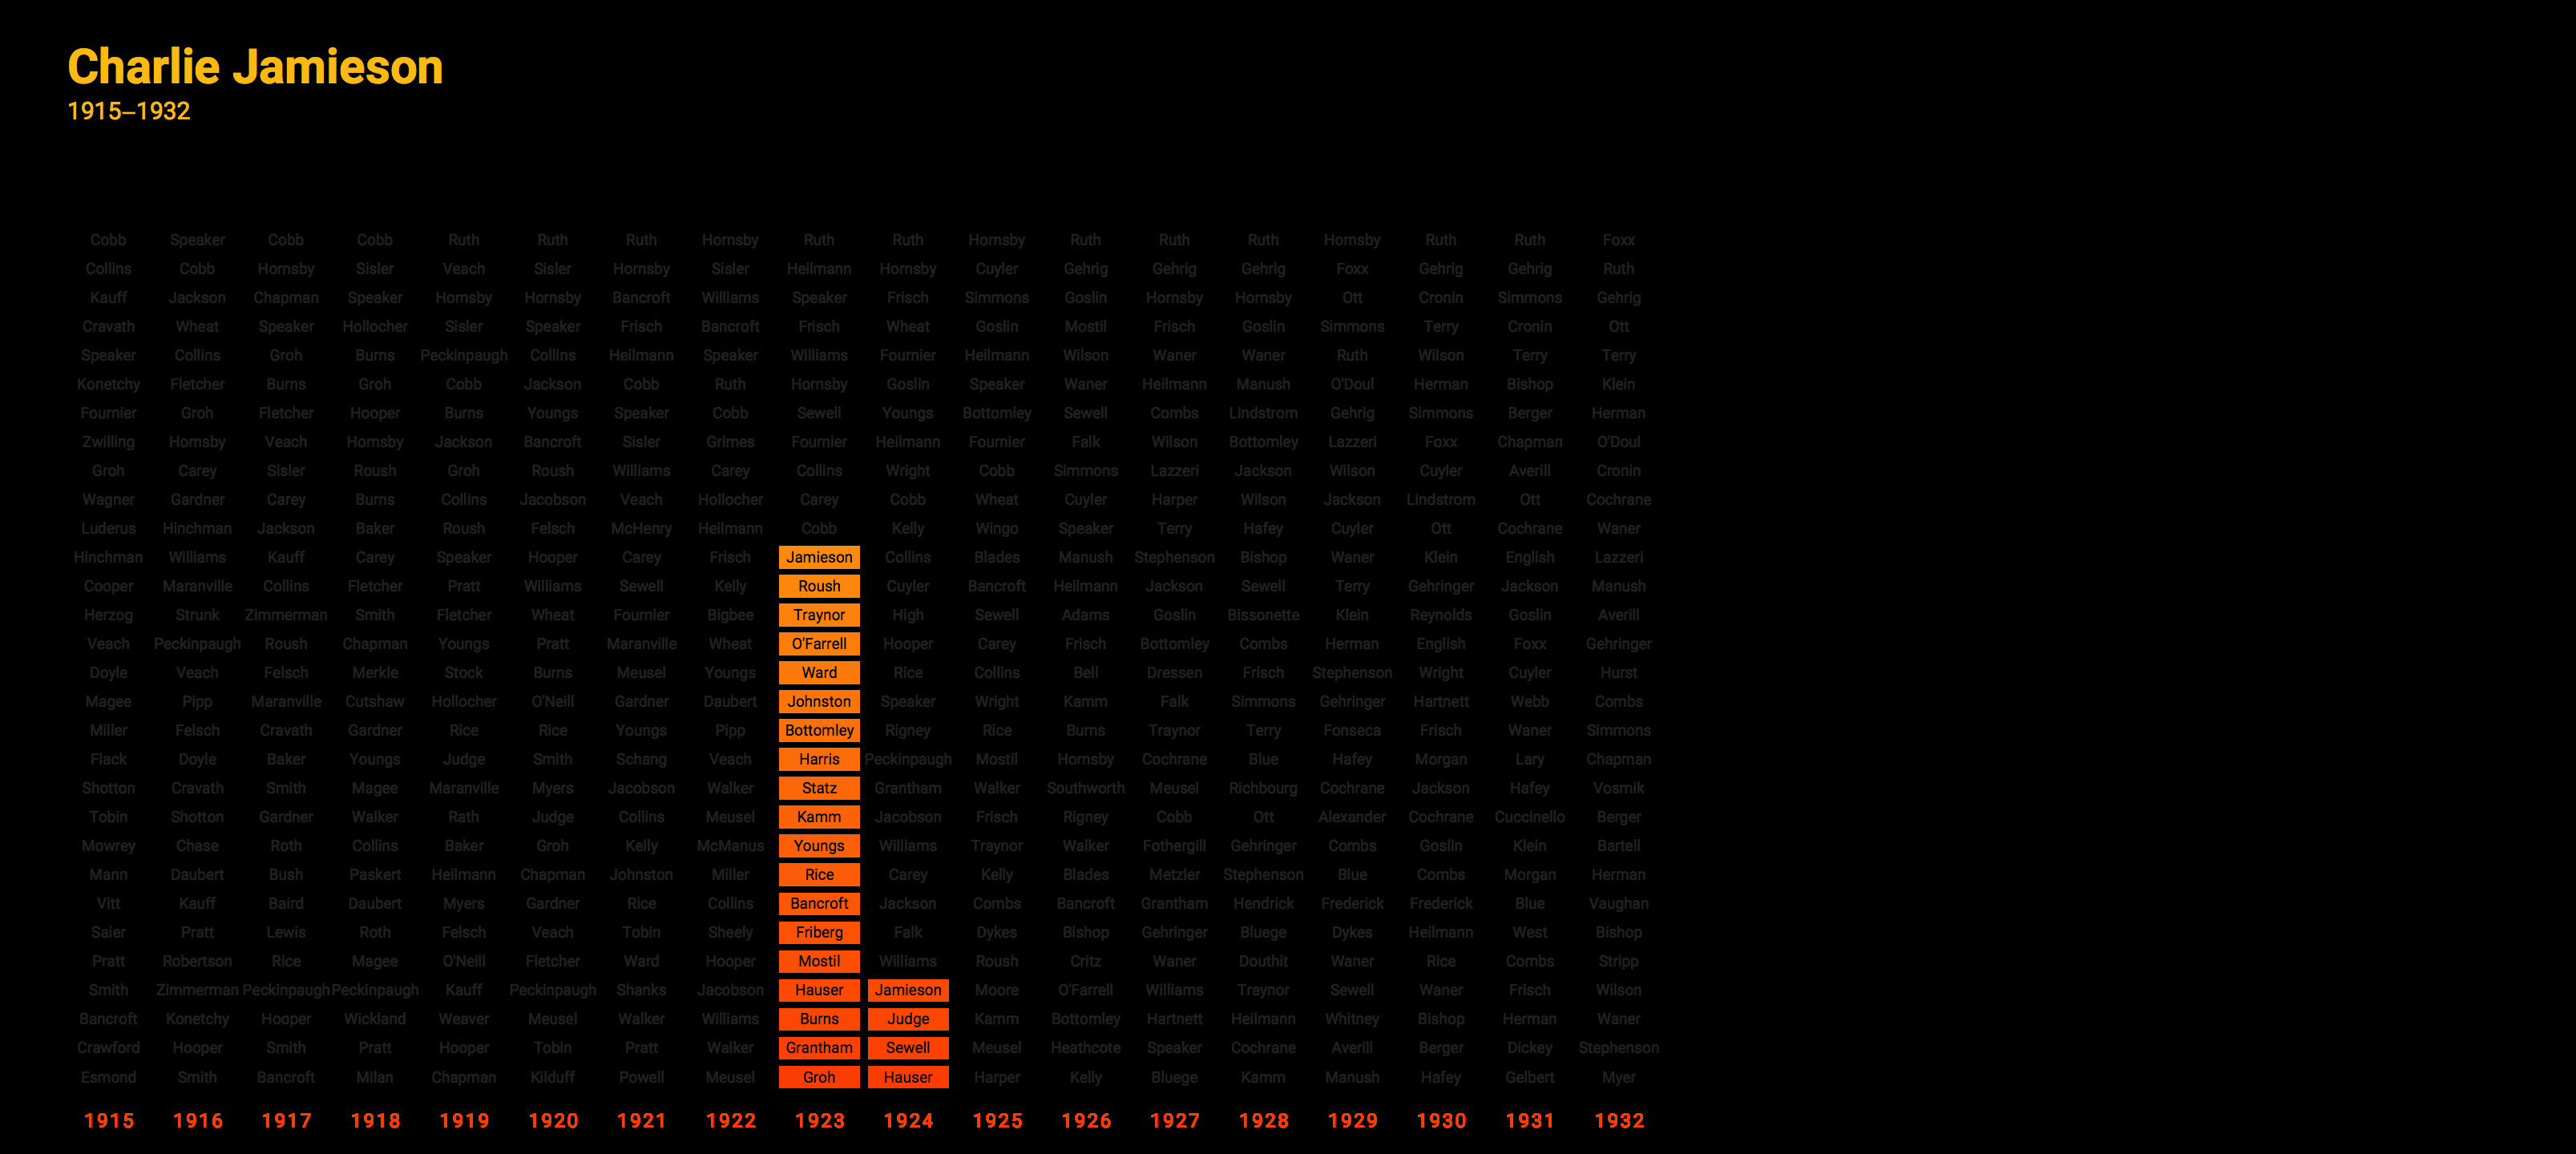 Charlie Jamieson
1915–1932
Cobb Speaker Cobb Cobb Ruth Ruth Ruth Hornsby Ruth Ruth Hornsby Ruth Ruth Ruth Hornsby Ruth Ruth Foxx
Collins Cobb Hornsby Sisler Veach Sisler Hornsby Sisler Heilmann Hornsby Cuyler Gehrig Gehrig Gehrig Foxx Gehrig Gehrig Ruth
Kauff Jackson Chapman Speaker Hornsby Hornsby Bancroft Williams Speaker Frisch Simmons Goslin Hornsby Hornsby Ott Cronin Simmons Gehrig
Cravath Wheat Speaker Hollocher Sisler Speaker Frisch Bancroft Frisch Wheat Goslin Mostil Frisch Goslin Simmons Terry Cronin Ott
Speaker Collins Groh Burns Peckinpaugh Collins Heilmann Speaker Williams Fournier Heilmann Wilson Waner Waner Ruth Wilson Terry Terry
Konetchy Fletcher Burns Groh Cobb Jackson Cobb Ruth Hornsby Goslin Speaker Waner Heilmann Manush O'Doul Herman Bishop Klein
Fournier Groh Fletcher Hooper Burns Youngs Speaker Cobb Sewell Youngs Bottomley Sewell Combs Lindstrom Gehrig Simmons Berger Herman
Zwilling Hornsby Veach Hornsby Jackson Bancroft Sisler Grimes Fournier Heilmann Fournier Falk Wilson Bottomley Lazzeri Foxx Chapman O'Doul
Groh Carey Sisler Roush Groh Roush Williams Carey Collins Wright Cobb Simmons Lazzeri Jackson Wilson Cuyler Averill Cronin
Wagner Gardner Carey Burns Collins Jacobson Veach Hollocher Carey Cobb Wheat Cuyler Harper Wilson Jackson Lindstrom Ott Cochrane
Luderus Hinchman Jackson Baker Roush Felsch McHenry Heilmann Cobb Kelly Wingo Speaker Terry Hafey Cuyler Ott Cochrane Waner
Hinchman Williams Kauff Carey Speaker Hooper Carey Frisch Jamieson Collins Blades Manush Stephenson Bishop Waner Klein English Lazzeri
Cooper Maranville Collins Fletcher Pratt Williams Sewell Kelly Roush Cuyler Bancroft Heilmann Jackson Sewell Terry Gehringer Jackson Manush
Herzog Strunk Zimmerman Smith Fletcher Wheat Fournier Bigbee Traynor High Sewell Adams Goslin Bissonette Klein Reynolds Goslin Averill
Veach Peckinpaugh Roush Chapman Youngs Pratt Maranville Wheat O'Farrell Hooper Carey Frisch Bottomley Combs Herman English Foxx Gehringer
Doyle Veach Felsch Merkle Stock Burns Meusel Youngs Ward Rice Collins Bell Dressen Frisch Stephenson Wright Cuyler Hurst
Magee Pipp Maranville Cutshaw Hollocher O'Neill Gardner Daubert Johnston Speaker Wright Kamm Falk Simmons Gehringer Hartnett Webb Combs
Miller Felsch Cravath Gardner Rice Rice Youngs Pipp Bottomley Rigney Rice Burns Traynor Terry Fonseca Frisch Waner Simmons
Flack Doyle Baker Youngs Judge Smith Schang Veach Harris Peckinpaugh Mostil Hornsby Cochrane Blue Hafey Morgan Lary Chapman
Shotton Cravath Smith Magee Maranville Myers Jacobson Walker Statz Grantham Walker Southworth Meusel Richbourg Cochrane Jackson Hafey Vosmik
Tobin Shotton Gardner Walker Rath Judge Collins Meusel Kamm Jacobson Frisch Rigney Cobb Ott Alexander Cochrane Cuccinello Berger
Mowrey Chase Roth Collins Baker Groh Kelly McManus Youngs Williams Traynor Walker Fothergill Gehringer Combs Goslin Klein Bartell
Mann Daubert Bush Paskert Heilmann Chapman Johnston Miller Rice Carey Kelly Blades Metzler Stephenson Blue Combs Morgan Herman
Vitt Kauff Baird Daubert Myers Gardner Rice Collins Bancroft Jackson Combs Bancroft Grantham Hendrick Frederick Frederick Blue Vaughan
Saier Pratt Lewis Roth Felsch Veach Tobin Sheely Friberg Falk Dykes Bishop Gehringer Bluege Dykes Heilmann West Bishop
Pratt Robertson Rice Magee O'Neill Fletcher Ward Hooper Mostil Williams Roush Critz Waner Douthit Waner Rice Combs Stripp
Smith Zimmerman Peckinpaugh Peckinpaugh Kauff Peckinpaugh Shanks Jacobson Hauser Jamieson Moore O'Farrell Williams Traynor Sewell Waner Frisch Wilson
Bancroft Konetchy Hooper Wickland Weaver Meusel Walker Williams Burns Judge Kamm Bottomley Hartnett Heilmann Whitney Bishop Herman Waner
Crawford Hooper Smith Pratt Hooper Tobin Pratt Walker Grantham Sewell Meusel Heathcote Speaker Cochrane Averill Berger Dickey Stephenson
Esmond Smith Bancroft Milan Chapman Kilduff Powell Meusel Groh Hauser Harper Kelly Bluege Kamm Manush Hafey Gelbert Myer
1915 1916 1917 1918 1919 1920 1921 1922 1923 1924 1925 1926 1927 1928 1929 1930 1931 1932